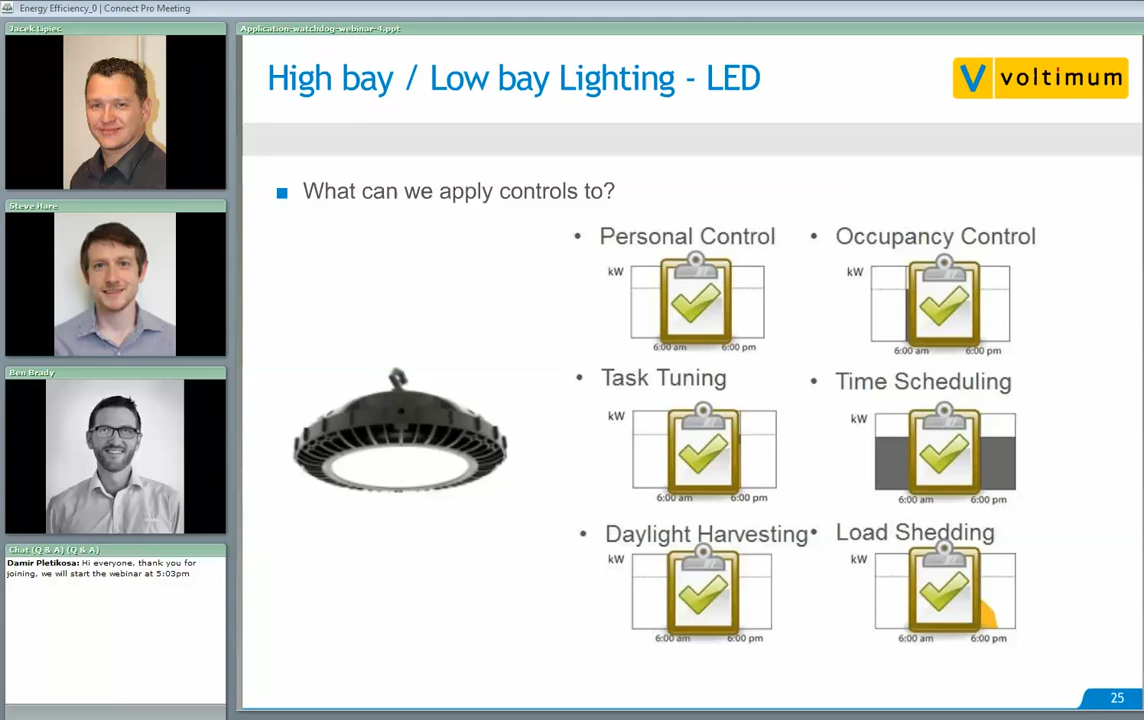 Energy Efficiency_0 | Connect Pro Meeting
Jacek Lipiec
Steve Hare
Ben Brady
Chat (Q & A) (Q & A)
Damir Pletikosa: Hi everyone, thank you for
joining, we will start the webinar at 5:03pm
Application-watchdog-webinar-4.ppt
High bay / Low bay Lighting - LED
voltimum
What can we apply controls to?
• Personal Control
kW
6:00 am 6:00 pm
• Occupancy Control
kW
6:00 am 6:00 pm
• Task Tuning
kW
6:00 am 6:00 pm
• Time Scheduling
kW
6:00 am 6:00 pm
• Daylight Harvesting
kW
6:00 am 6:00 pm
• Load Shedding
kW
6:00 am 6:00 pm
25